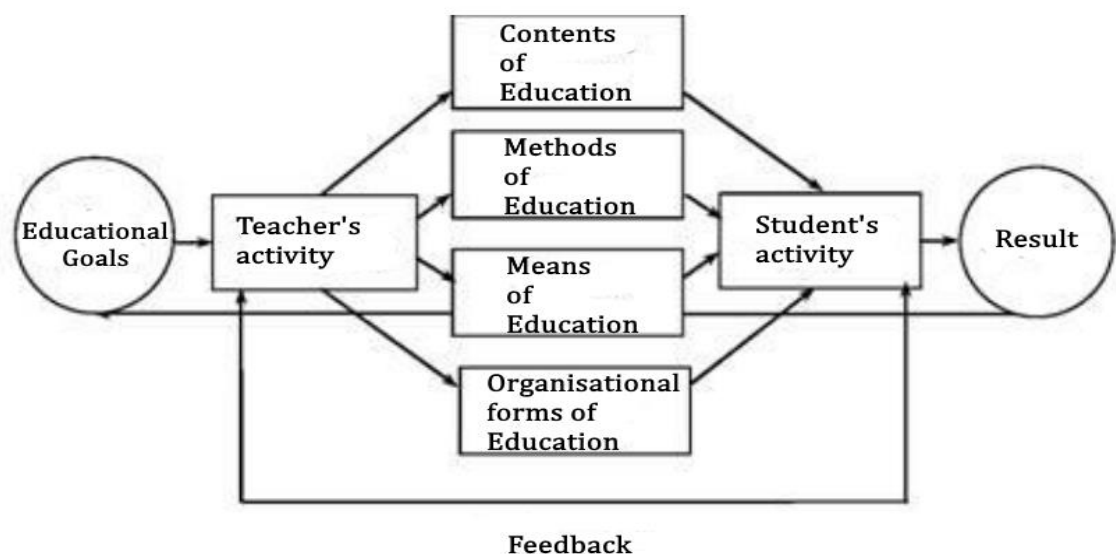 Contents
of
Education
Methods
of
Education
Educational
Goals
Teacher's
activity
Student's
activity
Result
Means
of
Education
Organisational
forms of
Education
Feedback